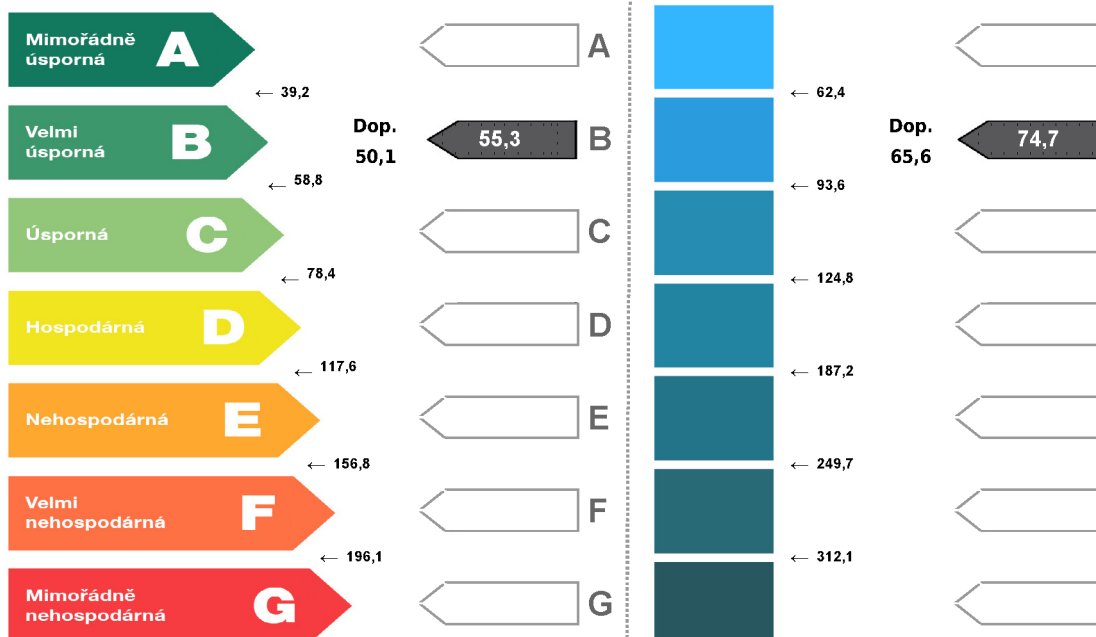 Mimořádně
úsporná
A
A
← 39,2
← 62,4
Velmi
úsporná
B
Dop.
50,1
55,3
B
Dop.
65,6
74,7
← 58,8
← 93,6
Úsporná
C
C
← 78,4
← 124,8
Hospodárná
D
D
← 117,6
← 187,2
Nehospodárná
E
E
← 156,8
← 249,7
Velmi
nehospodárná
F
F
← 196,1
← 312,1
Mimořádně
nehospodárná
G
G